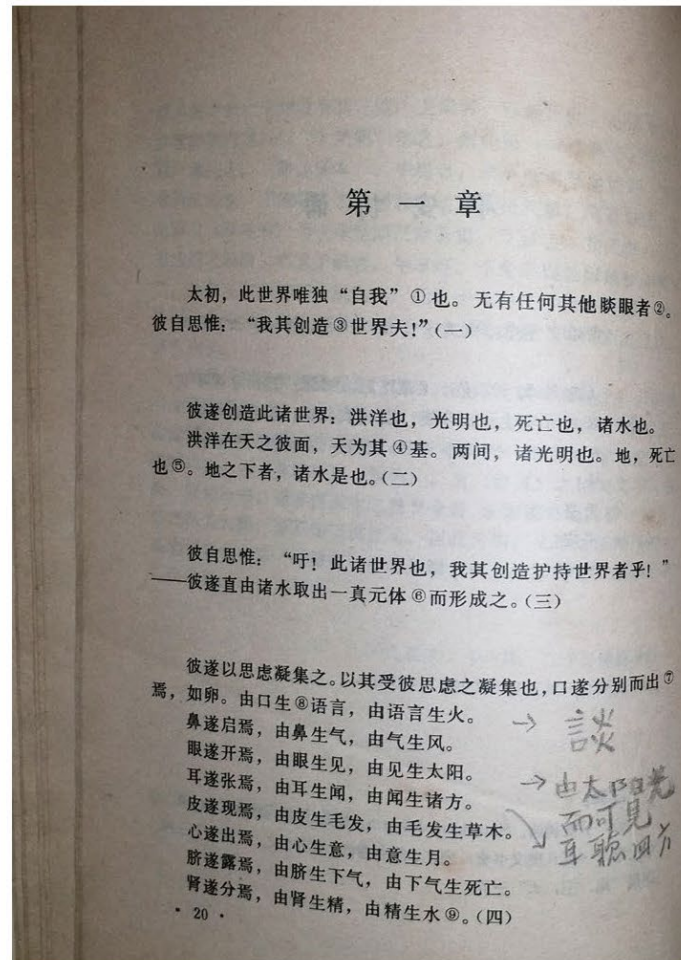 第一章
太初，此世界唯独“自我”①也。无有任何其他睒眼者②。
彼自思惟：“我其创造③世界夫！”(一)
彼遂创造此诸世界：洪洋也，光明也，死亡也，诸水也。
洪洋在天之彼面，天为其④基。两间，诸光明也。地，死亡
也⑤。地之下者，诸水是也。(二)
彼自思惟：“吁！此诸世界也，我其创造护持世界者乎！”
——彼遂直由诸水取出一真元体⑥而形成之。(三)
彼遂以思虑凝集之。以其受彼思虑之凝集也，口遂分别而出⑦
焉，如卵。由口生⑧语言，由语言生火。
→ 談
鼻遂启焉，由鼻生气，由气生风。
眼遂开焉，由眼生见，由见生太阳。
→由太阳光
而可見
耳遂张焉，由耳生闻，由闻生诸方。
耳聽四方
皮遂现焉，由皮生毛发，由毛发生草木。
心遂出焉，由心生意，由意生月。
脐遂露焉，由脐生下气，由下气生死亡。
肾遂分焉，由肾生精，由精生水⑨。(四)
· 20 ·